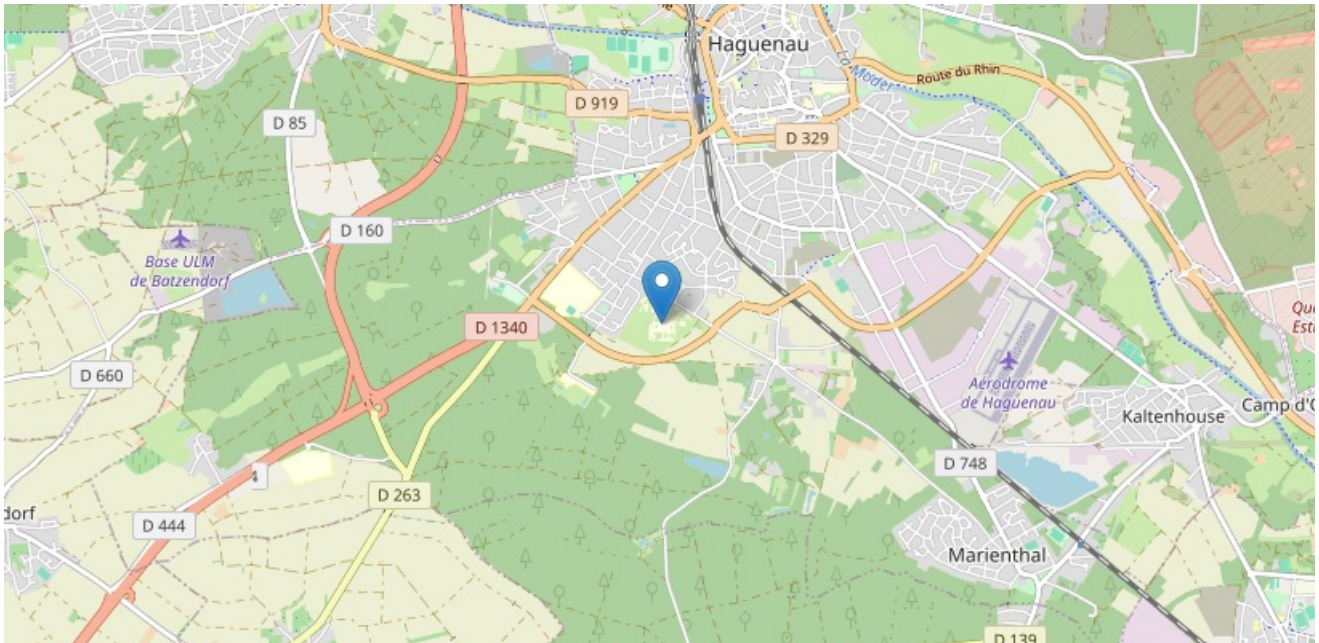 Haguenau
La Moder
Route du Rhin
D 919
D 85
D 329
D 160
Base ULM
de Batzendorf
D 1340
D 660
Aérodrome
de Haguenau
Kaltenhouse
Camp d'O
D 748
D 263
D 444
dorf
Marienthal
D 139